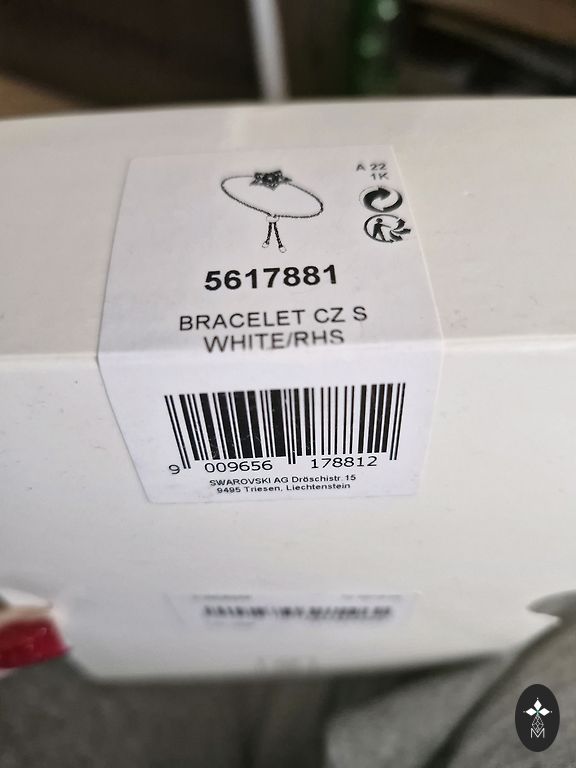 A 22
1K
5617881
BRACELET CZ S
WHITE/RHS
9 009656 178812
SWAROVSKI AG Dröschistr. 15
9495 Triesen, Liechtenstein
M